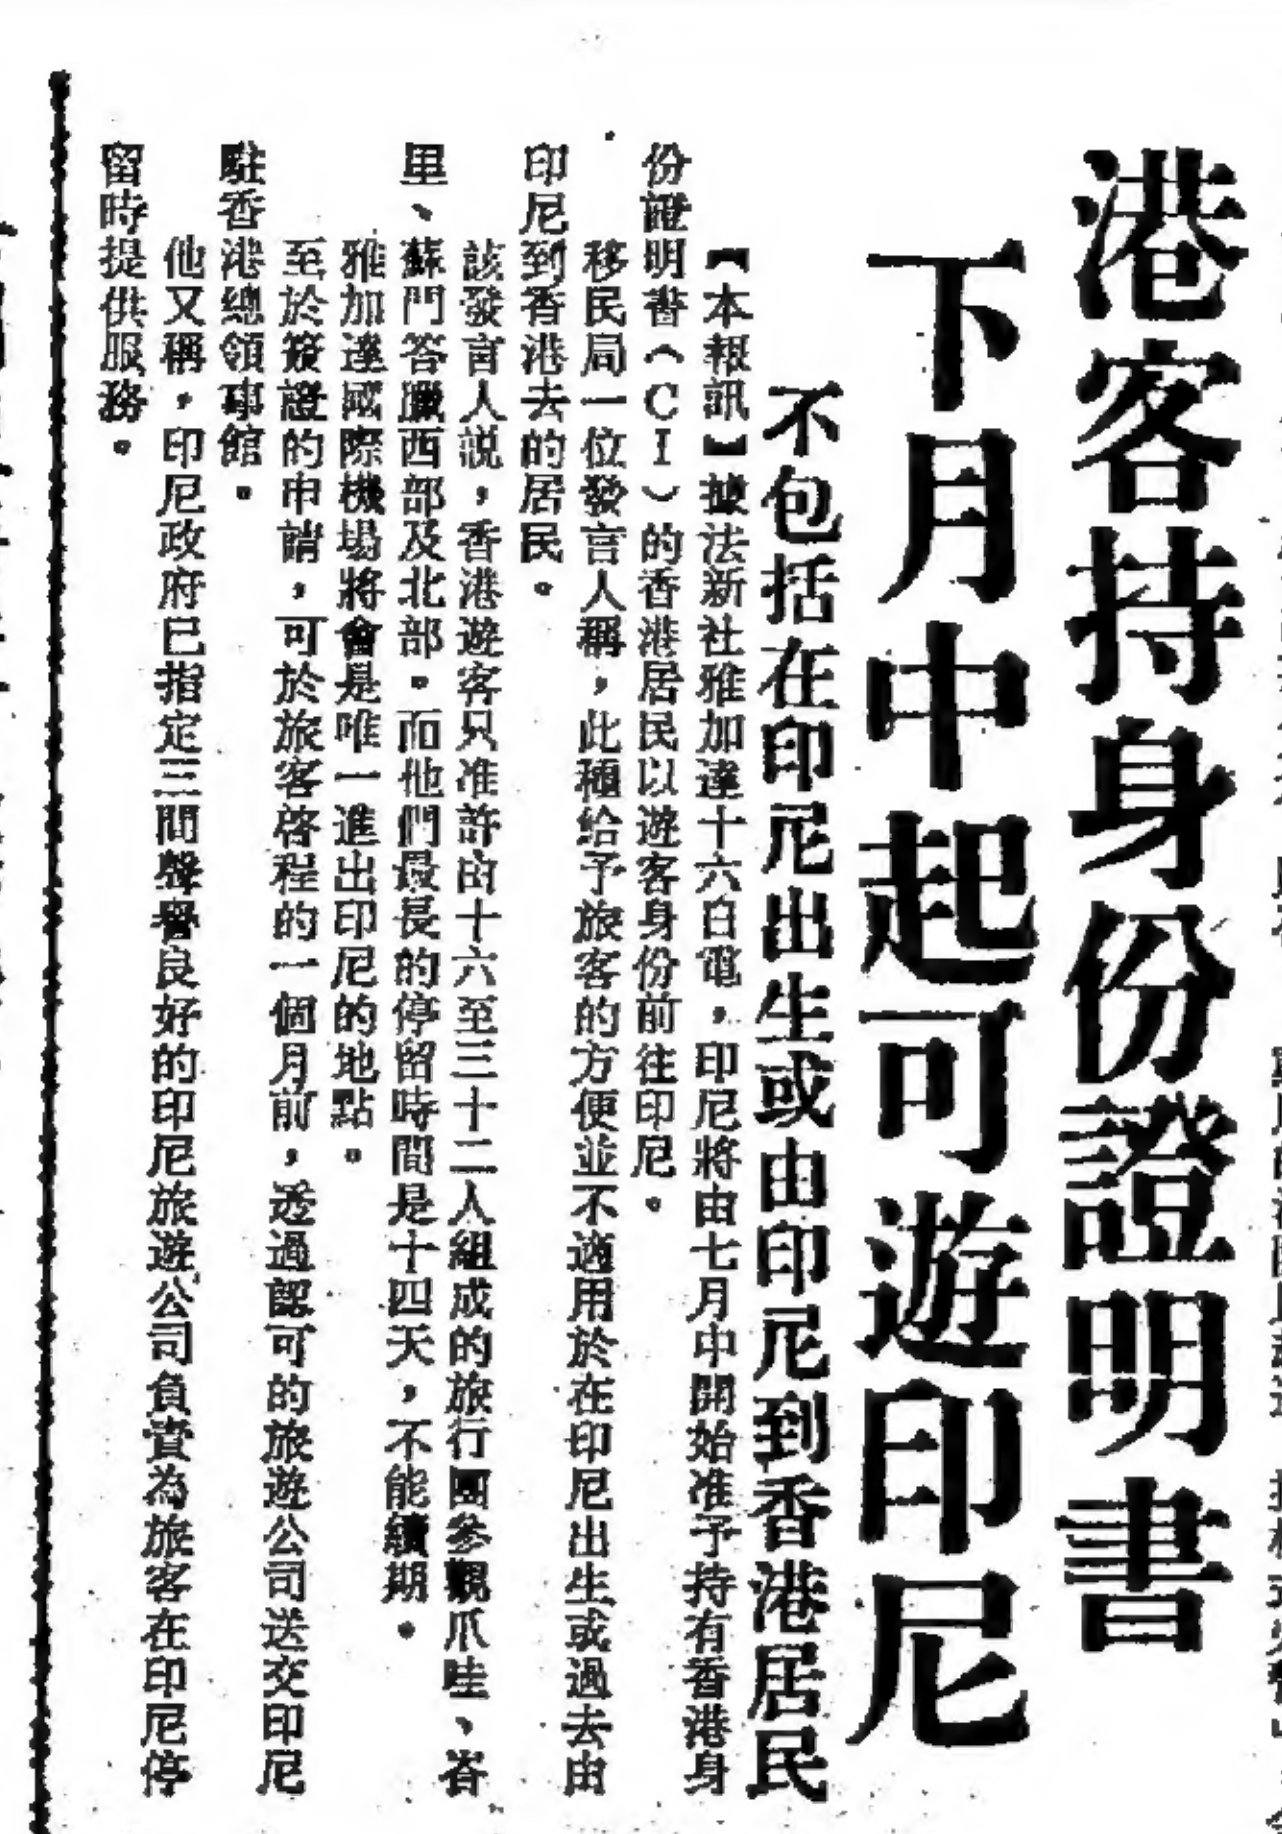 港客持身份證明書
下月中起可遊印尼
不包括在印尼出生或由印尼到香港居民
【本報訊】據法新社雅加達十六日電，印尼將由七月中開始准予持有香港身
份證明書（CI）的香港居民以遊客身份前往印尼。
移民局一位發言人稱，此種給予旅客的方便並不適用於在印尼出生或過去由
印尼到香港去的居民。
該發言人說，香港遊客只准許由十六至三十二人組成的旅行團參觀爪哇、峇
里、蘇門答臘西部及北部。而他們最長的停留時間是十四天，不能續期。
雅加達國際機場將會是唯一進出印尼的地點。
至於簽證的申請，可於旅客啓程的一個月前，透過認可的旅遊公司送交印尼
駐香港總領事館。
他又稱，印尼政府已指定三間聲譽良好的印尼旅遊公司負責為旅客在印尼停
留時提供服務。